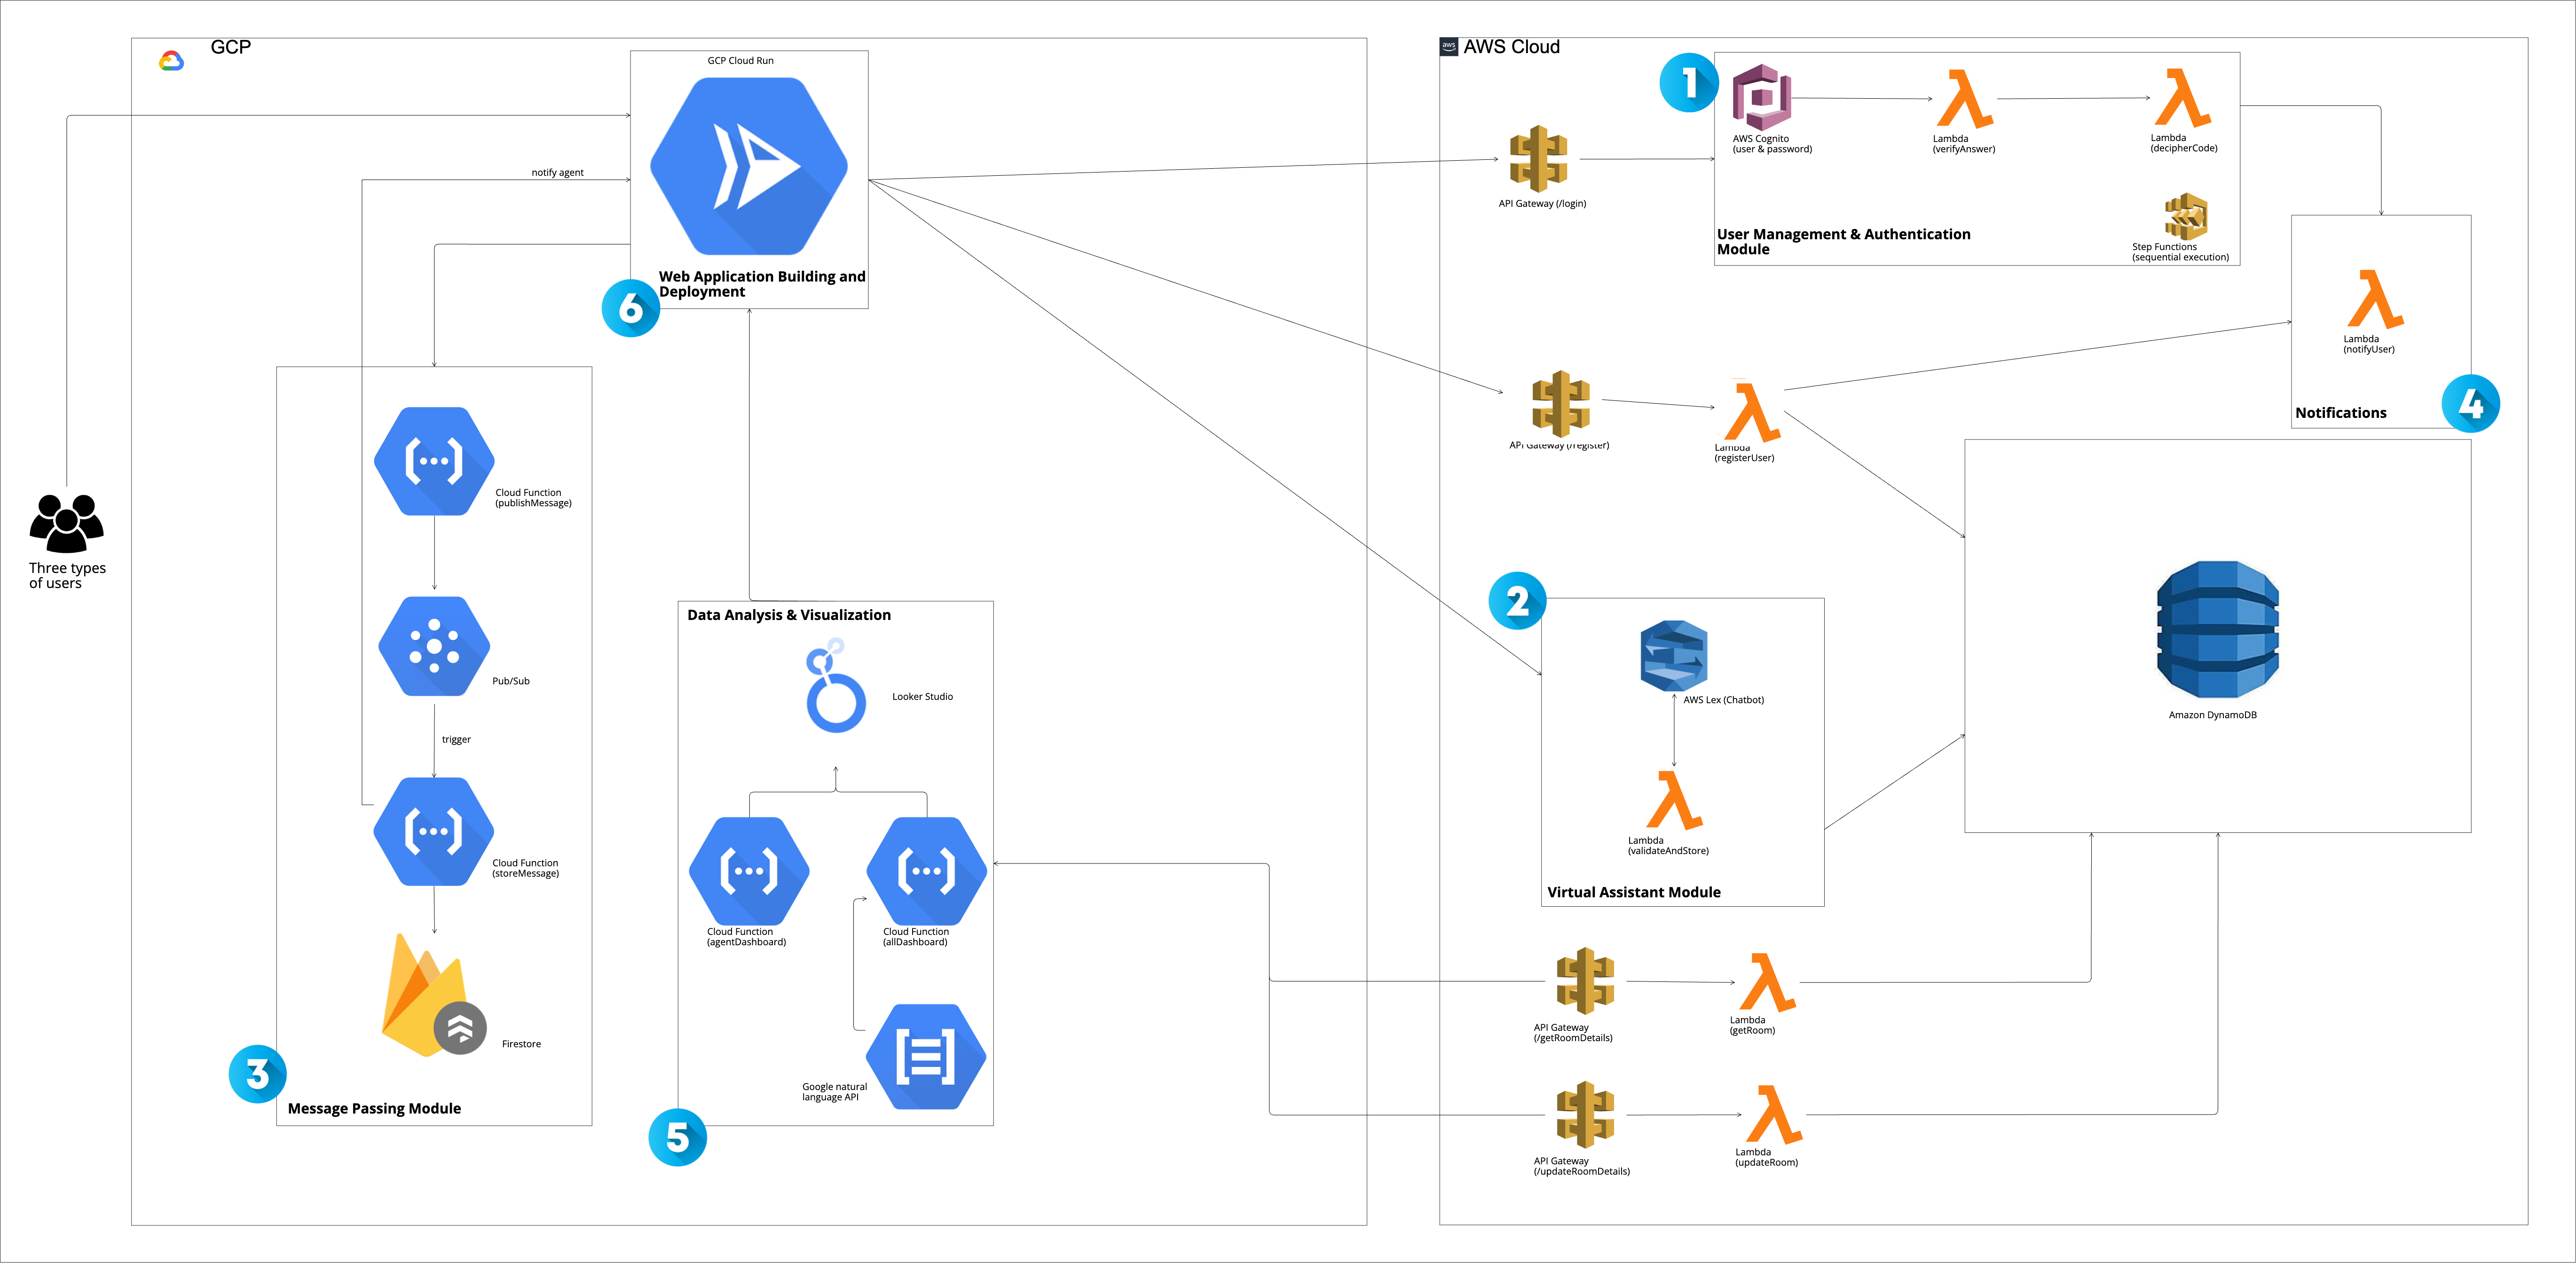 GCP
GCP Cloud Run
notify agent
Web Application Building and
Deployment
6
Three types
of users
Cloud Function
(publishMessage)
Pub/Sub
trigger
Cloud Function
(storeMessage)
Firestore
3
Message Passing Module
Data Analysis & Visualization
Looker Studio
Cloud Function
(agentDashboard)
Cloud Function
(allDashboard)
Google natural
language API
5
aws
AWS Cloud
1
AWS Cognito
(user & password)
Lambda
(verifyAnswer)
Lambda
(decipherCode)
User Management & Authentication
Module
Step Functions
(sequential execution)
API Gateway (/login)
Lambda
(notifyUser)
Notifications
4
API Gateway (/register)
Lambda
(registerUser)
2
AWS Lex (Chatbot)
Lambda
(validateAndStore)
Virtual Assistant Module
Amazon DynamoDB
API Gateway
(/getRoomDetails)
Lambda
(getRoom)
API Gateway
(/updateRoomDetails)
Lambda
(updateRoom)